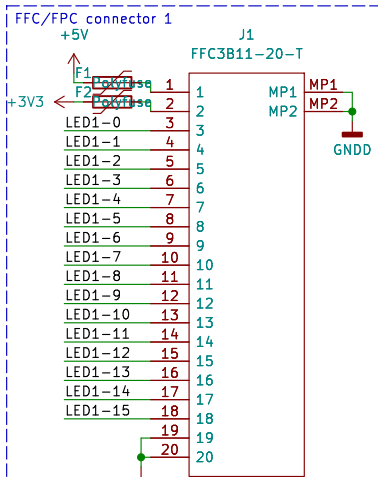 FFC/FPC connector 1
+5V
J1
FFC3B11-20-T
F1
Polyfuse
F2
Polyfuse
+3V3
1 1 MP1 MP1
2 2 MP2 MP2
GNDD
LED1-0 3 3
LED1-1 4 4
LED1-2 5 5
LED1-3 6 6
LED1-4 7 7
LED1-5 8 8
LED1-6 9 9
LED1-7 10 10
LED1-8 11 11
LED1-9 12 12
LED1-10 13 13
LED1-11 14 14
LED1-12 15 15
LED1-13 16 16
LED1-14 17 17
LED1-15 18 18
19 19
20 20